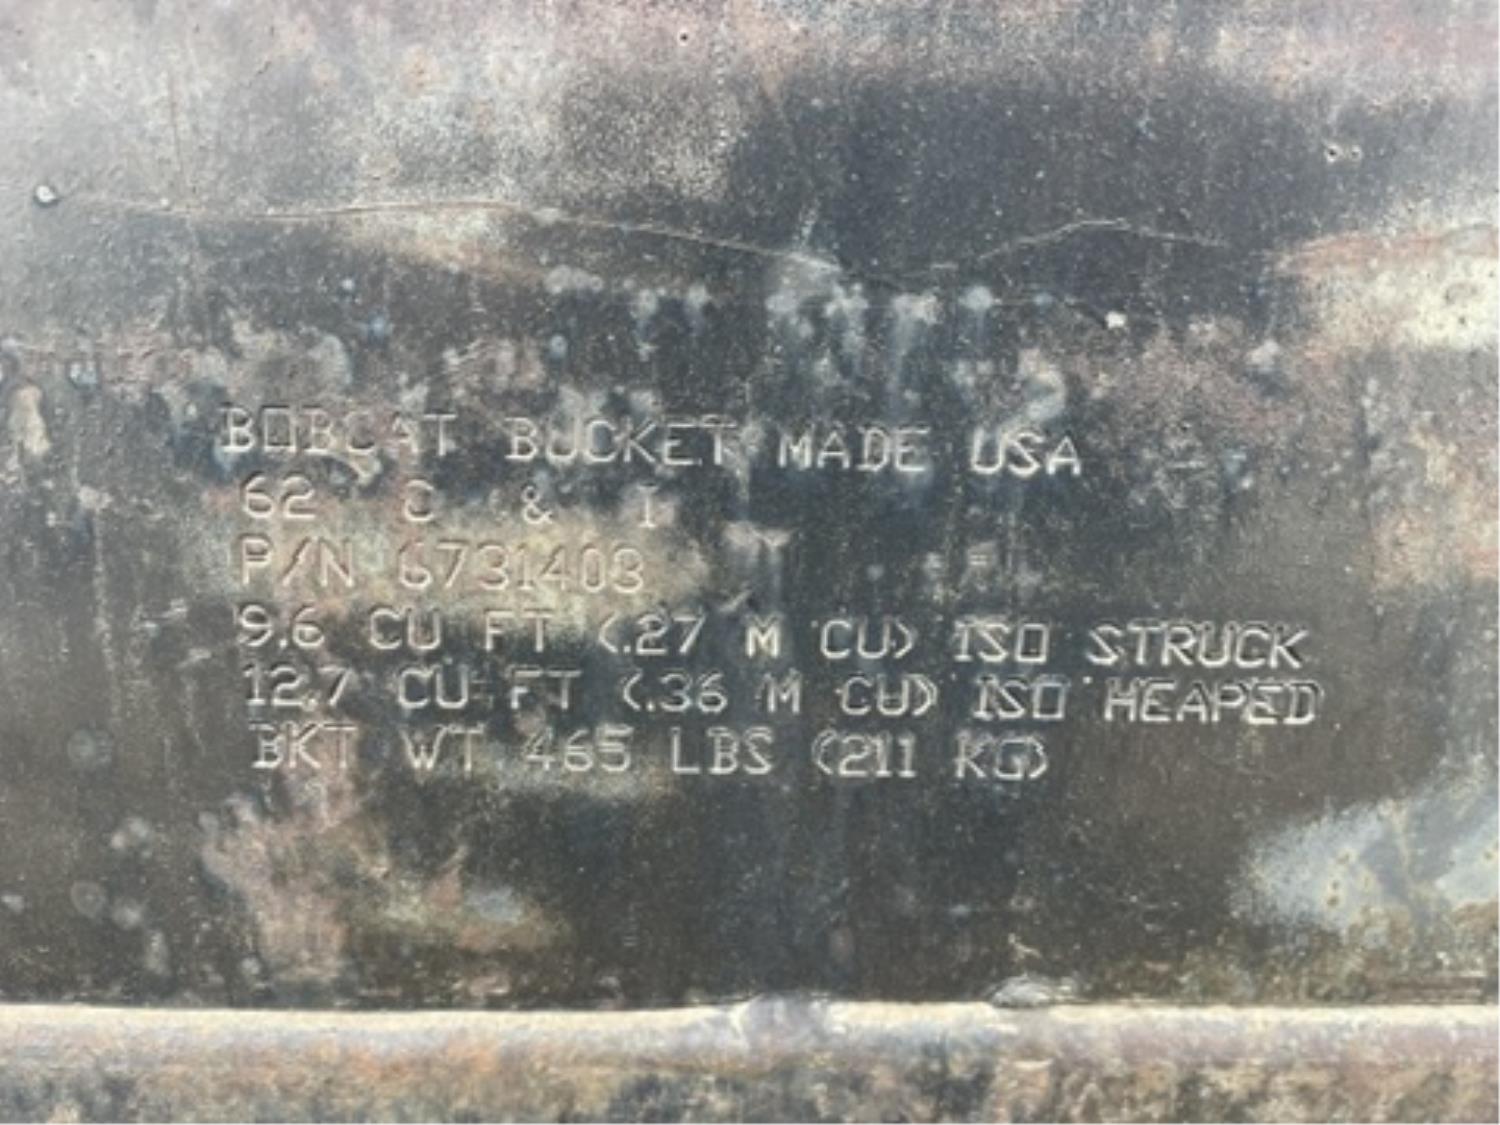 BOBCAT BUCKET MADE USA
62 C & I
P/N 6731403
9.6 CU FT (.27 M CU) ISO STRUCK
12.7 CU FT (.36 M CU) ISO HEAPED
BKT WT 465 LBS (211 KG)